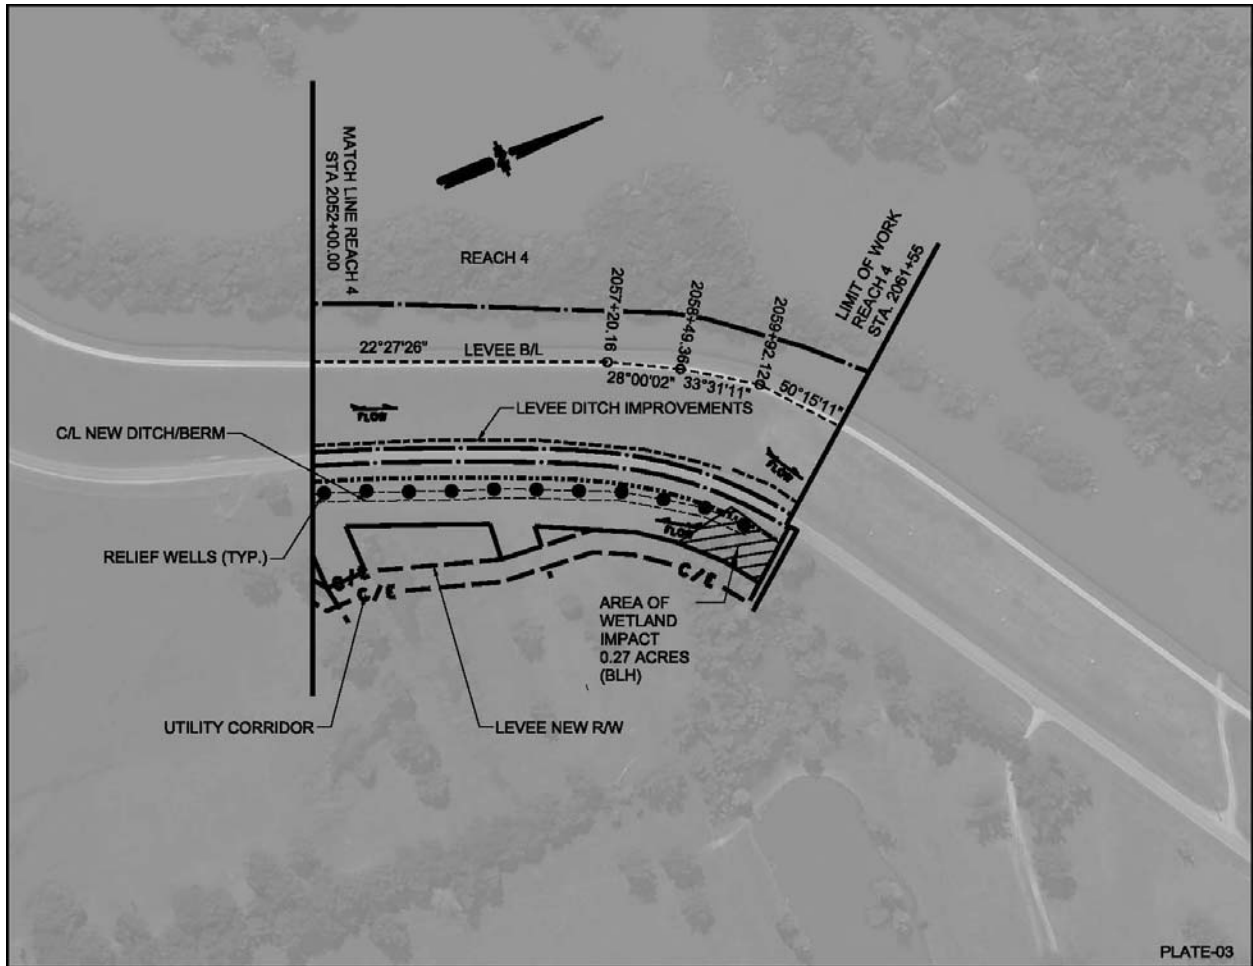 MATCH LINE REACH 4
STA 2052+00.00
REACH 4
LIMIT OF WORK
REACH 4
STA. 2061+55
2057+20.16
2058+49.36
2059+92.12
22°27'26"
LEVEE B/L
28°00'02"
33°31'11"
50°15'11"
FLOW
LEVEE DITCH IMPROVEMENTS
C/L NEW DITCH/BERM
FLOW
FLOW
RELIEF WELLS (TYP.)
C/E
C/E
AREA OF
WETLAND
IMPACT
0.27 ACRES
(BLH)
UTILITY CORRIDOR
LEVEE NEW R/W
PLATE-03